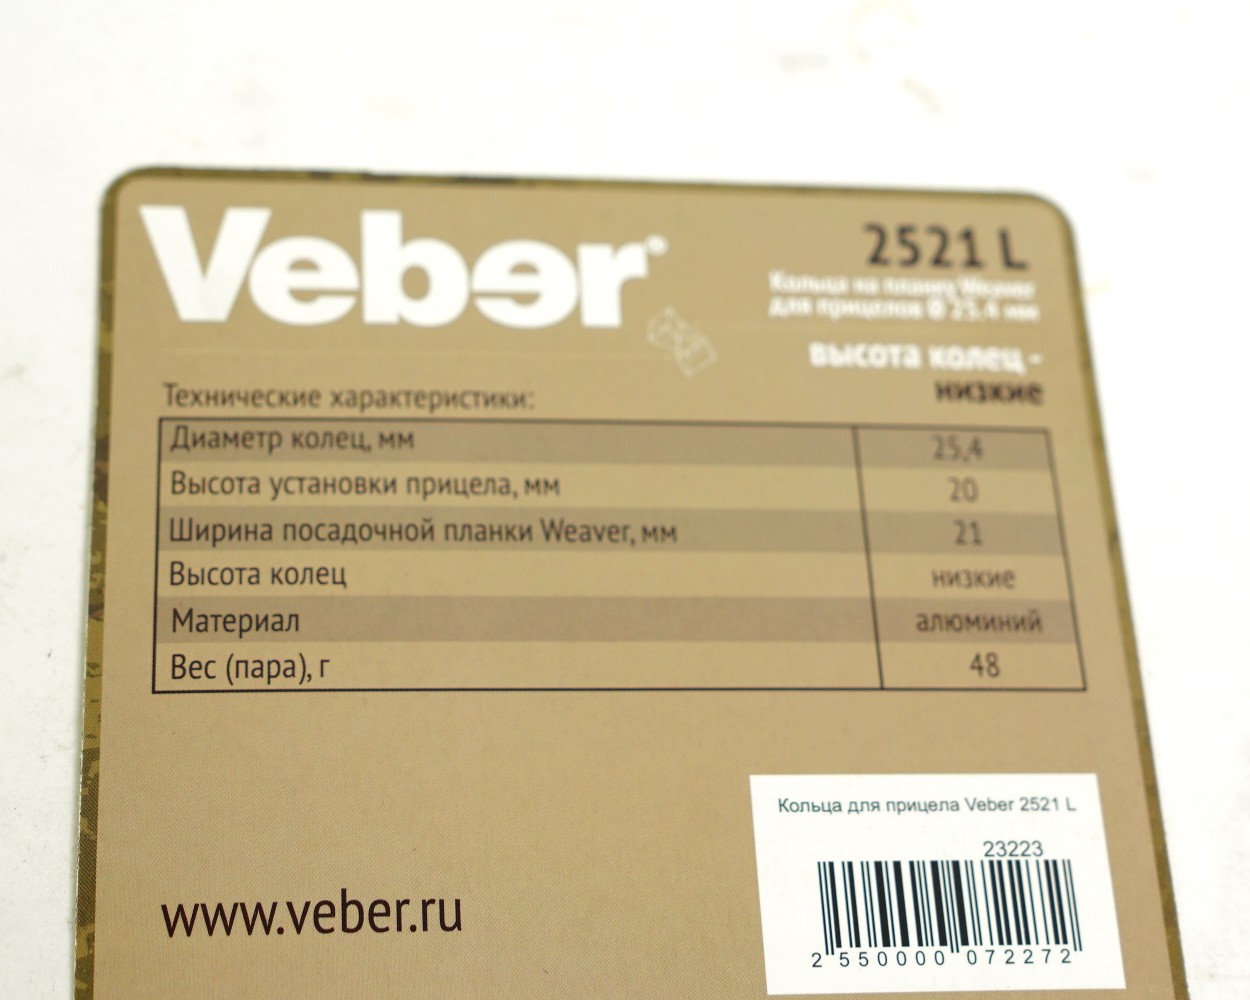 Veber®
2521 L
Кольца на планку Weaver
для прицелов Ø 25.4 мм
высота колец -
низкие
Технические характеристики:
Диаметр колец, мм 25,4
Высота установки прицела, мм 20
Ширина посадочной планки Weaver, мм 21
Высота колец низкие
Материал алюминий
Вес (пара), г 48
Кольца для прицела Veber 2521 L
23223
www.veber.ru
2 550000 072272